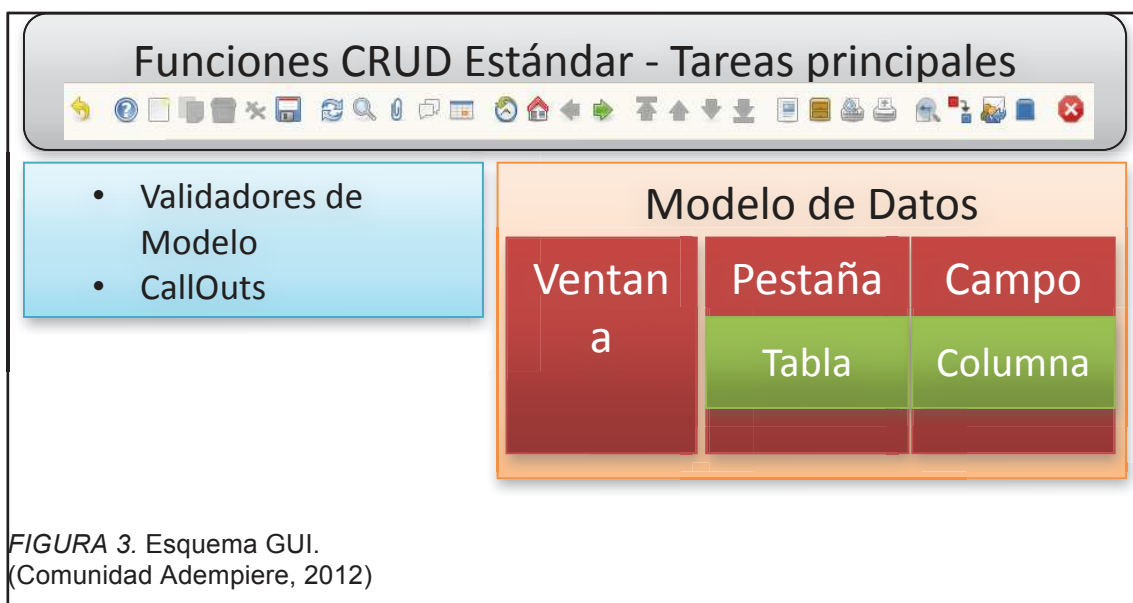 Funciones CRUD Estándar - Tareas principales
• Validadores de
Modelo
• CallOuts
Modelo de Datos
Ventan
a
Pestaña
Campo
Tabla
Columna
FIGURA 3. Esquema GUI.
(Comunidad Adempiere, 2012)